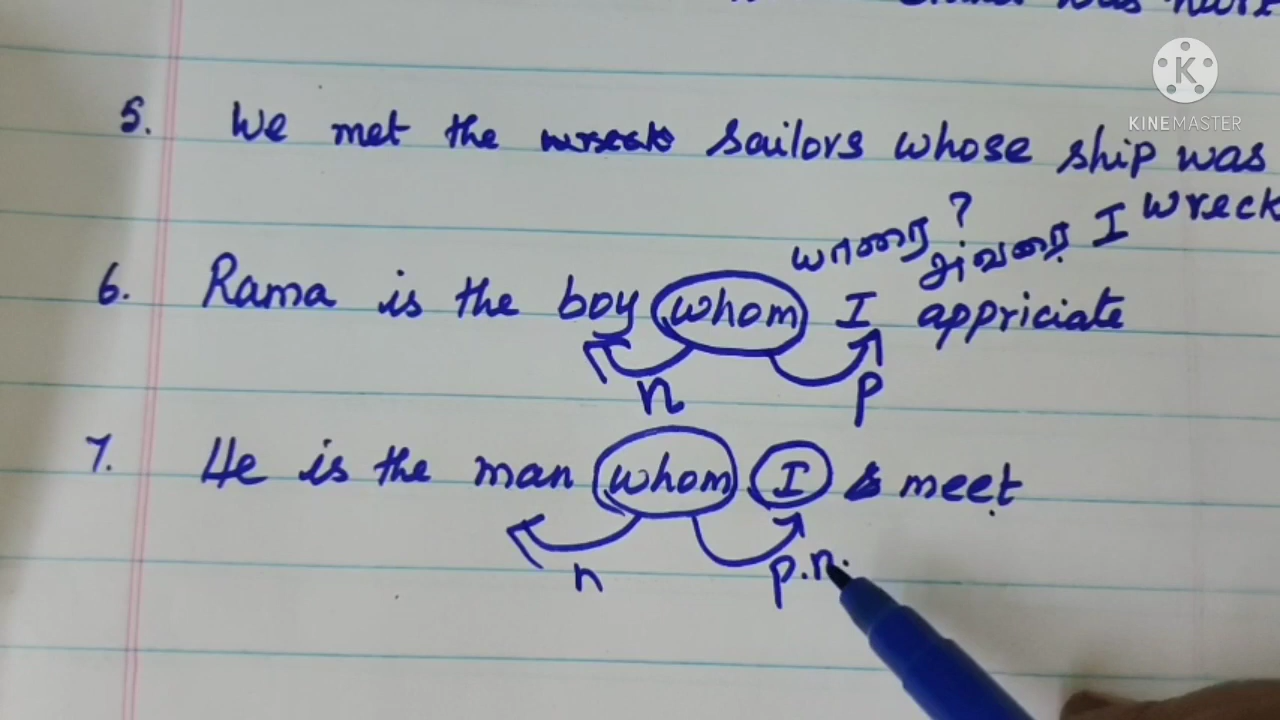 5. We met the sailors whose ship was
wreck
யாரை ? அவரை I
6. Rama is the boy whom I appriciate
n p
7. He is the man whom I meet
n p.n.
KINEMASTER